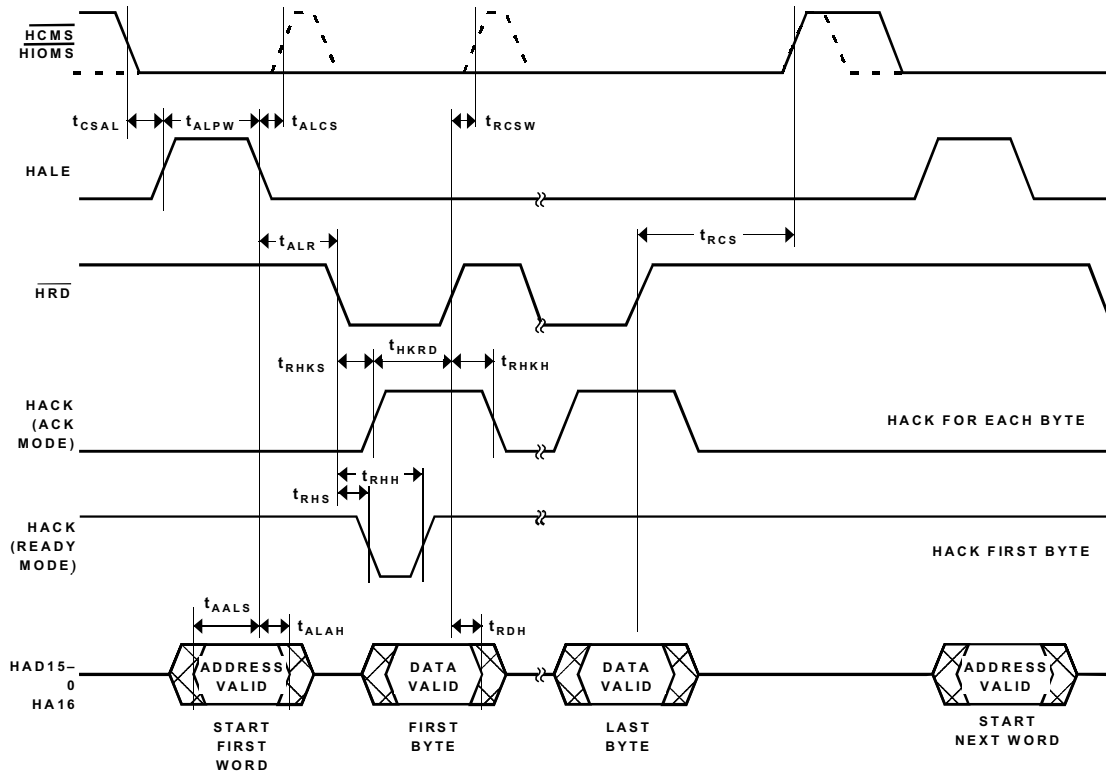 HCMS
HIOMS
tCSAL
tALPW
tALCS
tRCSW
HALE
tALR
tRCS
HRD
tRHKS
tHKRD
tRHKH
HACK
(ACK
MODE)
HACK FOR EACH BYTE
tRHH
tRHS
HACK
(READY
MODE)
HACK FIRST BYTE
tAALS
tALAH
tRDH
HAD15–
0
HA16
ADDRESS
VALID
DATA
VALID
DATA
VALID
ADDRESS
VALID
START
FIRST
WORD
FIRST
BYTE
LAST
BYTE
START
NEXT WORD